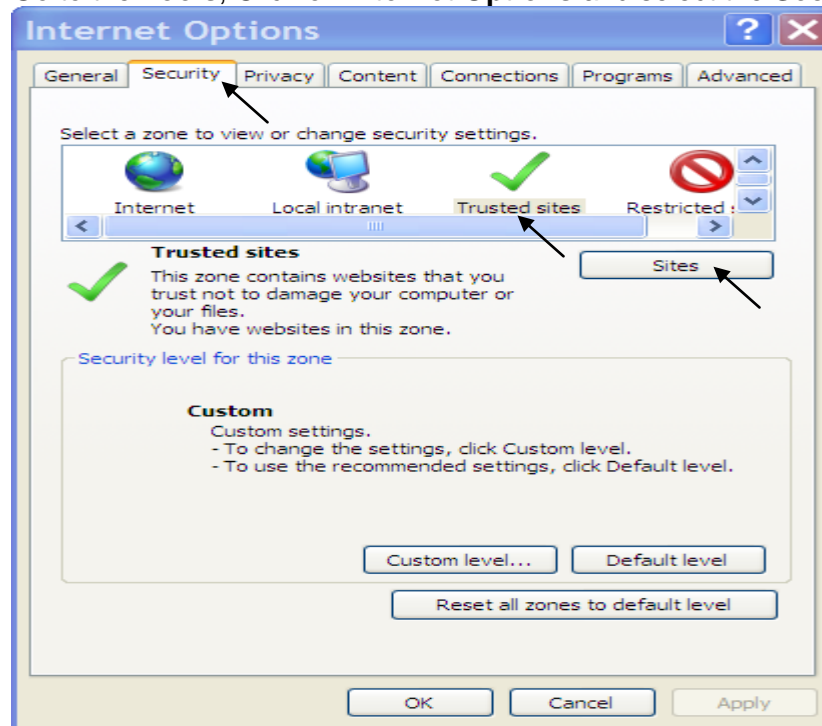 Internet Options
General Security Privacy Content Connections Programs Advanced
Select a zone to view or change security settings.
Internet Local intranet Trusted sites Restricted
Trusted sites
Sites
This zone contains websites that you
trust not to damage your computer or
your files.
You have websites in this zone.
Security level for this zone
Custom
Custom settings.
- To change the settings, click Custom level.
- To use the recommended settings, click Default level.
Custom level... Default level
Reset all zones to default level
OK Cancel Apply